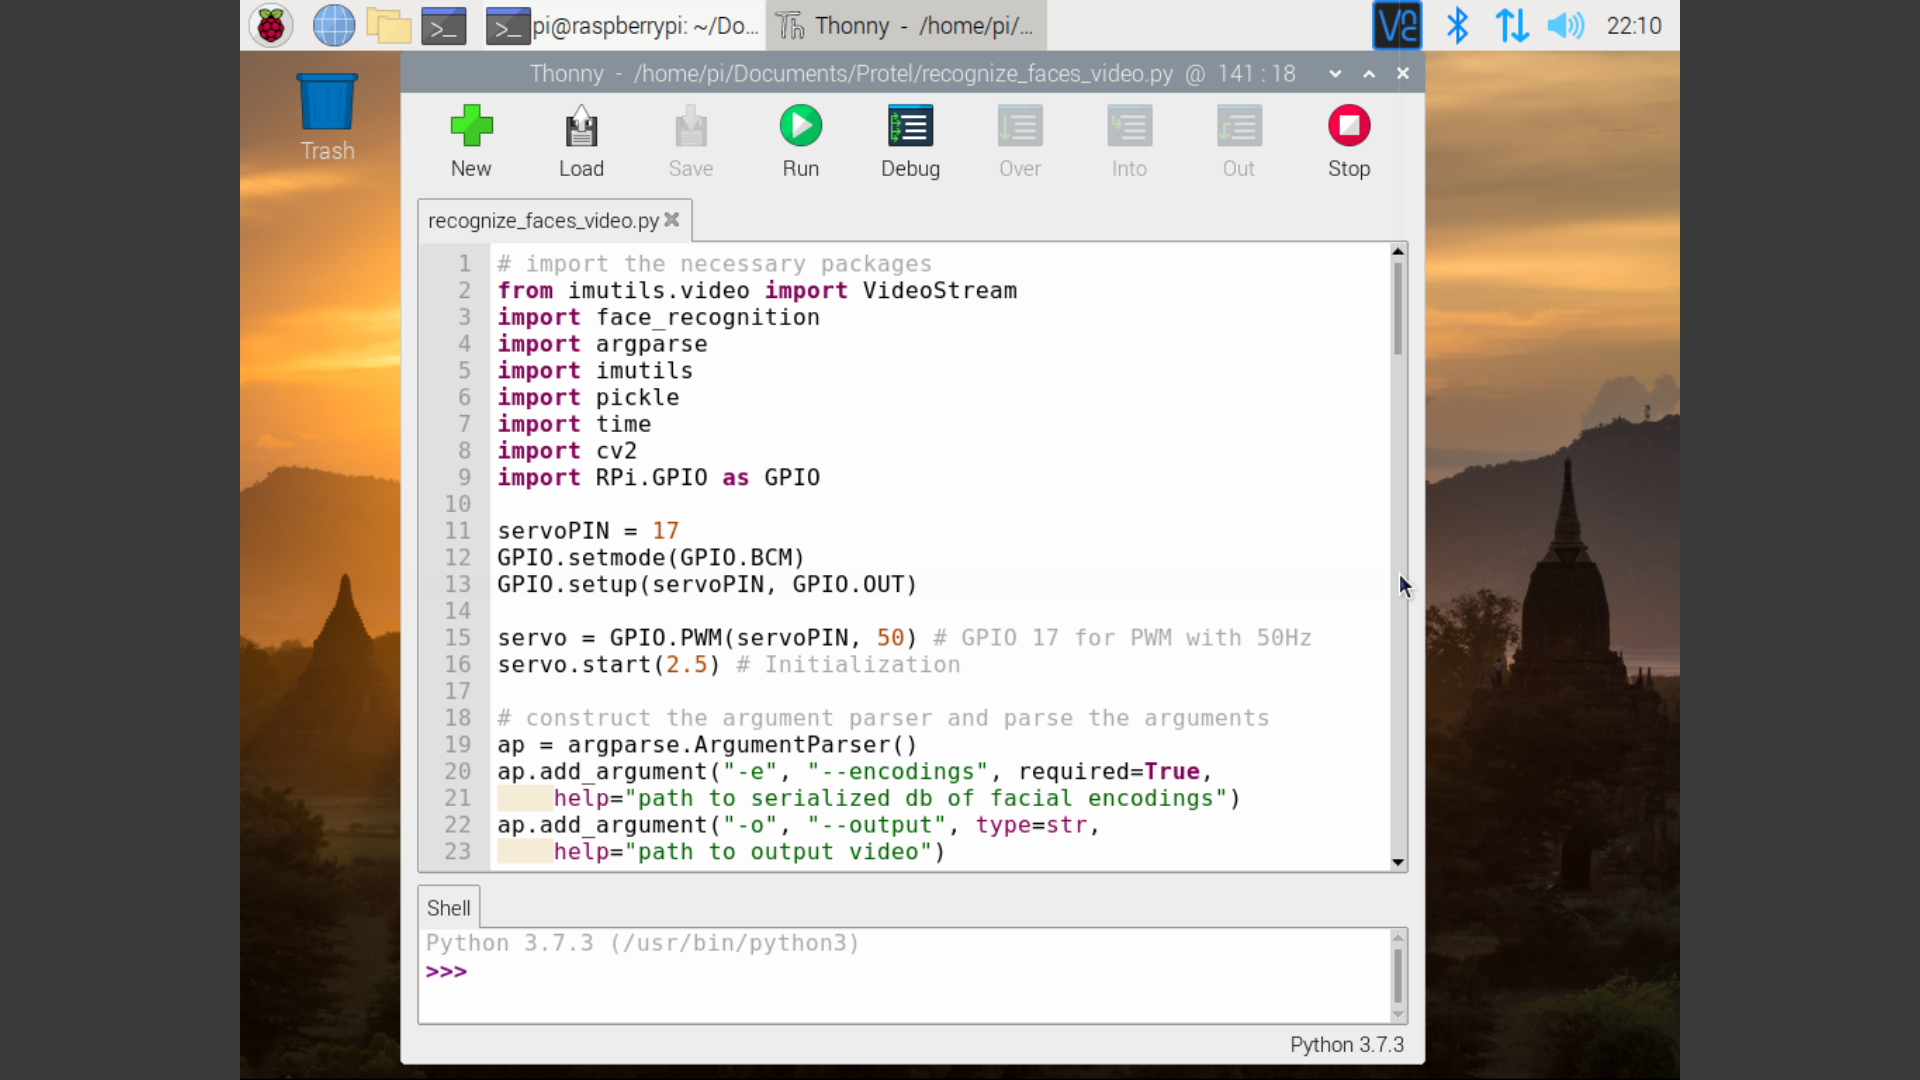 pi@raspberrypi: ~/Do...
Thonny - /home/pi/...
22:10
Trash
Thonny - /home/pi/Documents/Protel/recognize_faces_video.py @ 141 : 18
New
Load
Save
Run
Debug
Over
Into
Out
Stop
recognize_faces_video.py
1 # import the necessary packages
2 from imutils.video import VideoStream
3 import face_recognition
4 import argparse
5 import imutils
6 import pickle
7 import time
8 import cv2
9 import RPi.GPIO as GPIO
10
11 servoPIN = 17
12 GPIO.setmode(GPIO.BCM)
13 GPIO.setup(servoPIN, GPIO.OUT)
14
15 servo = GPIO.PWM(servoPIN, 50) # GPIO 17 for PWM with 50Hz
16 servo.start(2.5) # Initialization
17
18 # construct the argument parser and parse the arguments
19 ap = argparse.ArgumentParser()
20 ap.add_argument("-e", "--encodings", required=True,
21     help="path to serialized db of facial encodings")
22 ap.add_argument("-o", "--output", type=str,
23     help="path to output video")
Shell
Python 3.7.3 (/usr/bin/python3)
>>>
Python 3.7.3